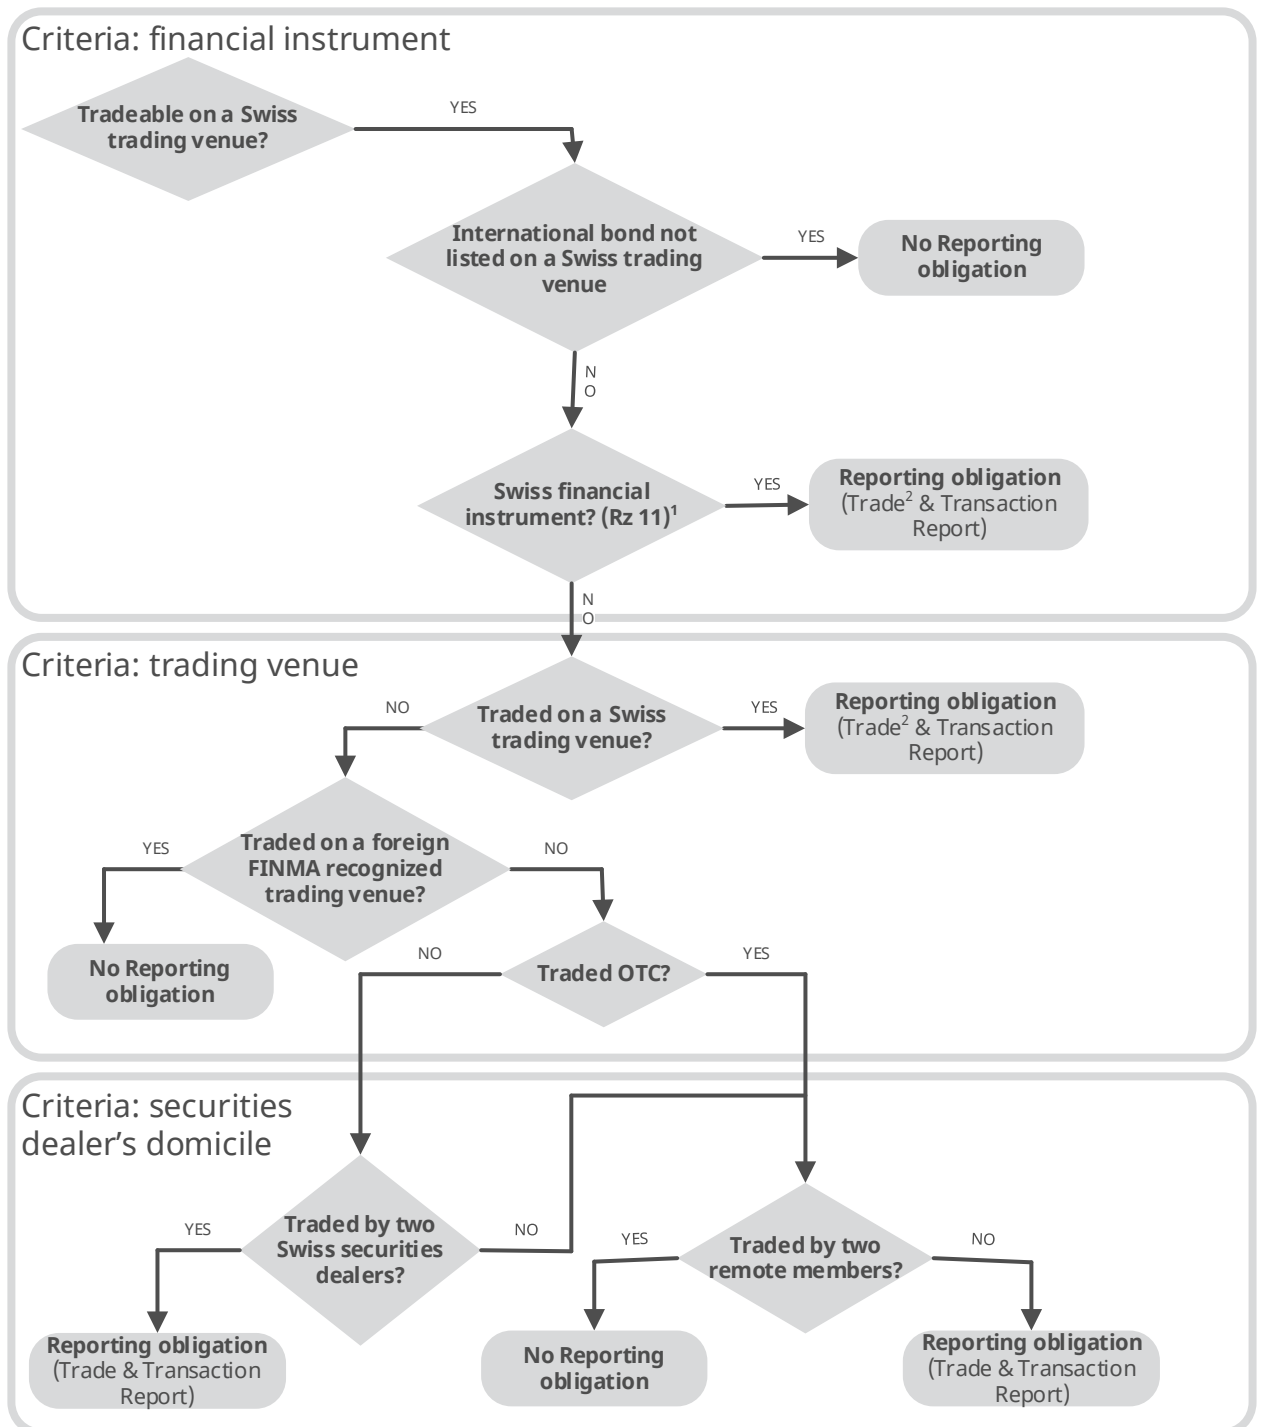 Criteria: financial instrument
Tradeable on a Swiss
trading venue?
YES
International bond not
listed on a Swiss trading
venue
YES
No Reporting
obligation
N
O
Swiss financial
instrument? (Rz 11)¹
YES
Reporting obligation
(Trade² & Transaction
Report)
N
O
Criteria: trading venue
NO
Traded on a Swiss
trading venue?
YES
Reporting obligation
(Trade² & Transaction
Report)
YES
Traded on a foreign
FINMA recognized
trading venue?
NO
No Reporting
obligation
NO
Traded OTC?
YES
Criteria: securities
dealer’s domicile
YES
Traded by two
Swiss securities
dealers?
NO
YES
Traded by two
remote members?
NO
Reporting obligation
(Trade & Transaction
Report)
No Reporting
obligation
Reporting obligation
(Trade & Transaction
Report)